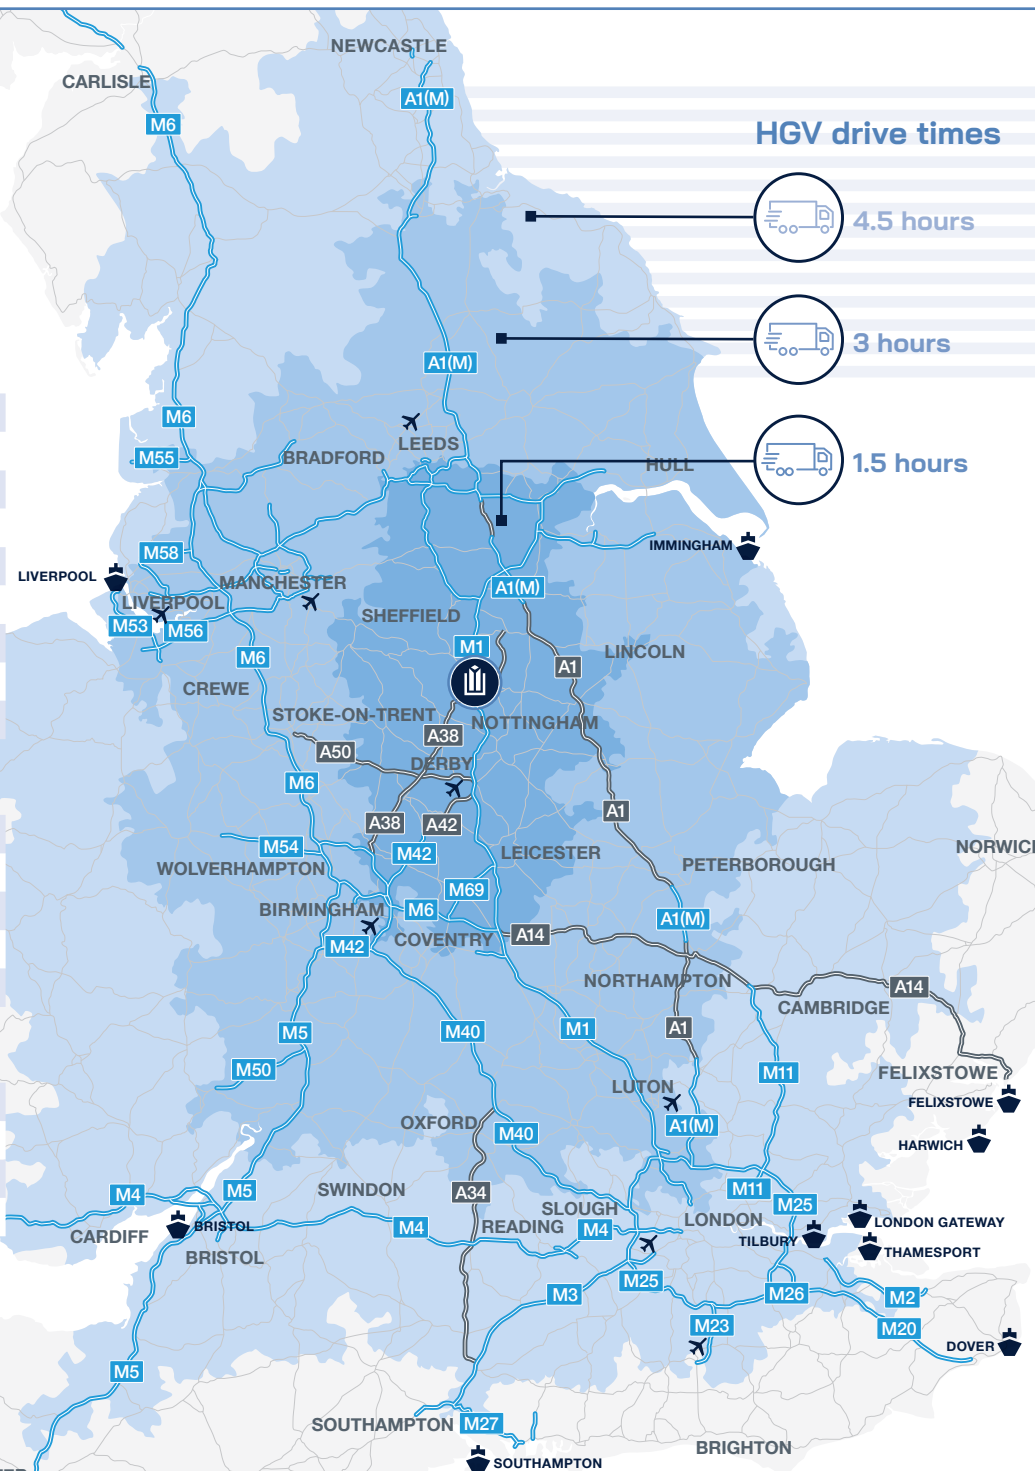 NEWCASTLE
CARLISLE
A1(M)
M6
HGV drive times
4.5 hours
3 hours
A1(M)
M6
LEEDS
BRADFORD
M55
HULL
1.5 hours
IMMINGHAM
M58
LIVERPOOL
MANCHESTER
A1(M)
LIVERPOOL
SHEFFIELD
M53
M56
M1
LINCOLN
M6
A1
CREWE
STOKE-ON-TRENT
NOTTINGHAM
A38
A50
DERBY
M6
A1
A38
A42
M54
M42
LEICESTER
NORWICH
WOLVERHAMPTON
PETERBOROUGH
M69
BIRMINGHAM
M6
A1(M)
M42
COVENTRY
A14
NORTHAMPTON
A14
CAMBRIDGE
M5
M40
M1
A1
M50
M11
FELIXSTOWE
LUTON
FELIXSTOWE
OXFORD
M40
A1(M)
HARWICH
M4
M5
SWINDON
A34
M11
M25
SLOUGH
CARDIFF
BRISTOL
M4
READING
M4
LONDON
LONDON GATEWAY
TILBURY
THAMESPORT
BRISTOL
M25
M3
M26
M2
M23
M20
DOVER
M5
SOUTHAMPTON
M27
BRIGHTON
SOUTHAMPTON